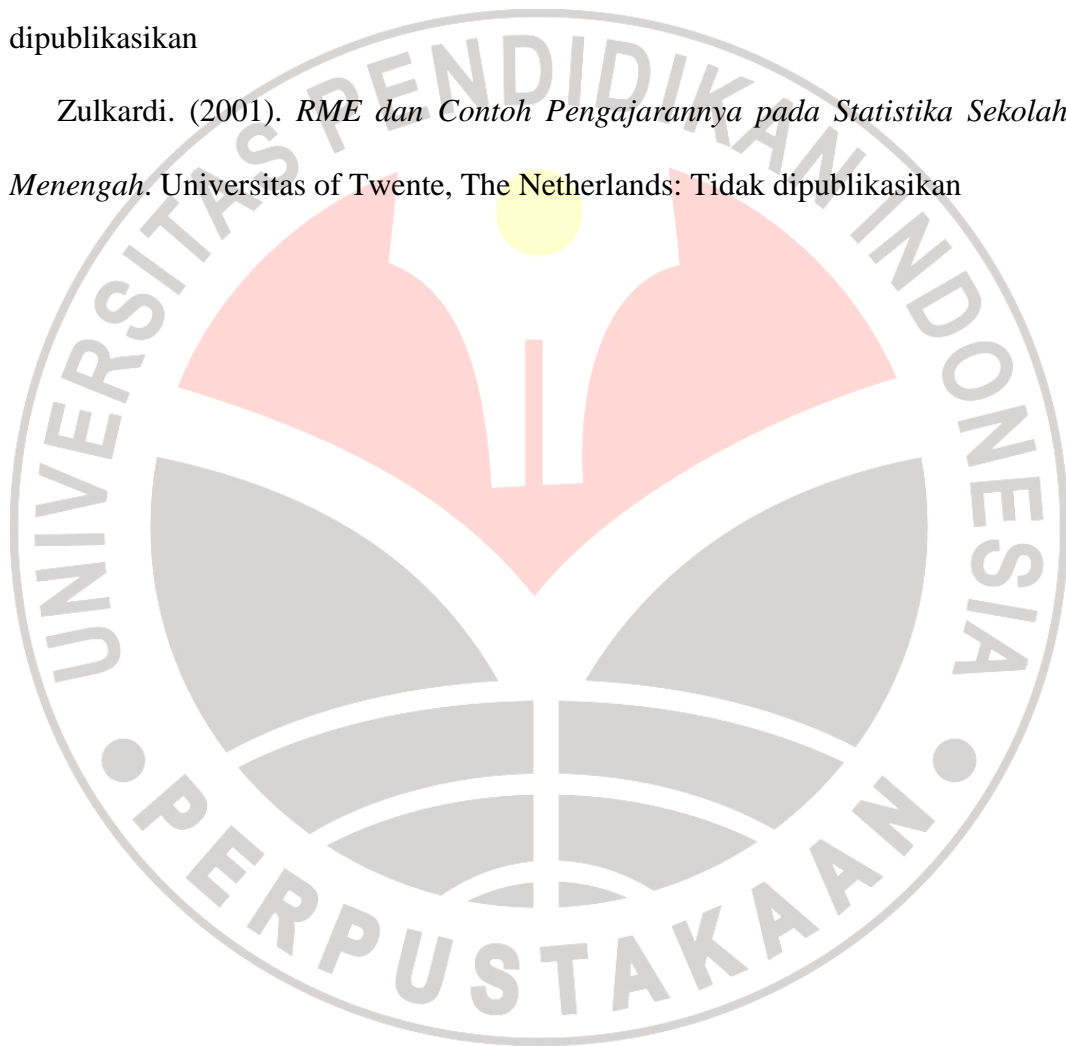 dipublikasikan
Zulkardi. (2001). RME dan Contoh Pengajarannya pada Statistika Sekolah
Menengah. Universitas of Twente, The Netherlands: Tidak dipublikasikan
UNIVERSITAS PENDIDIKAN INDONESIA
PERPUSTAKAAN